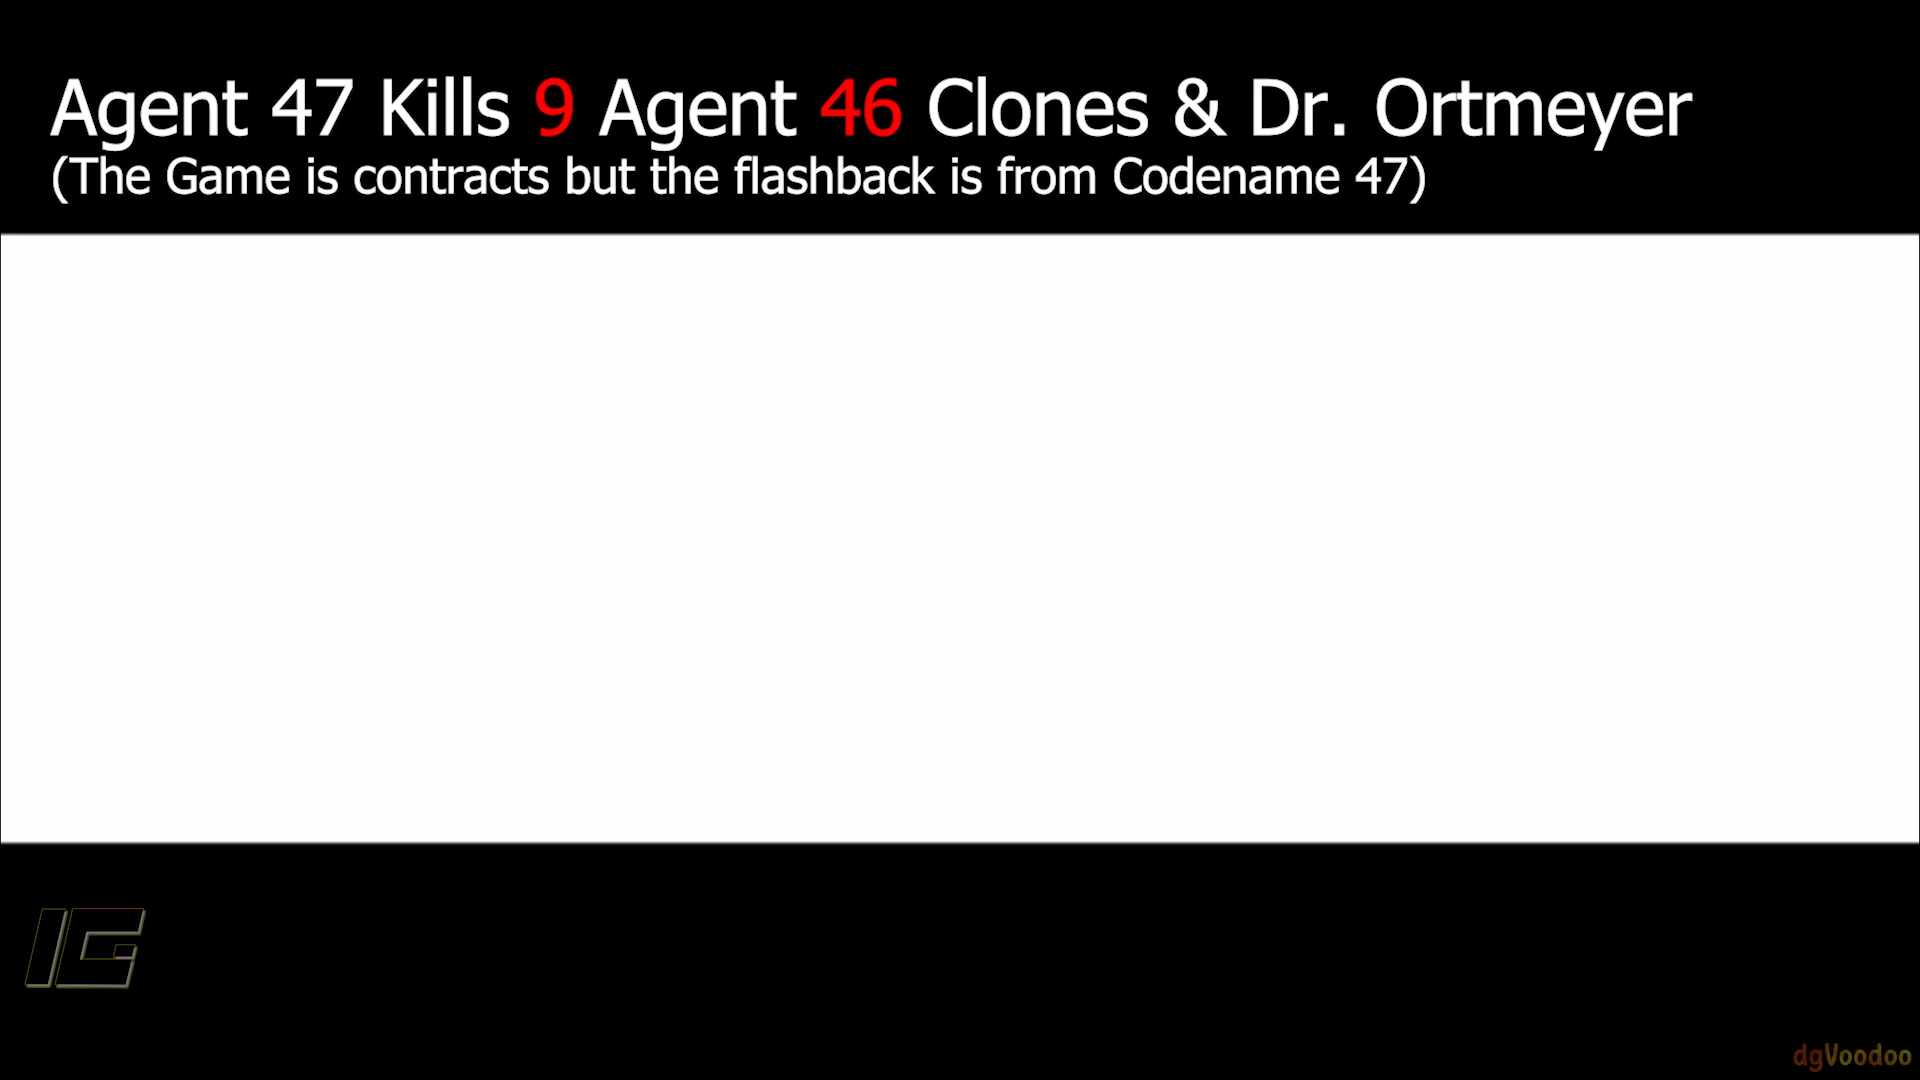 Agent 47 Kills 9 Agent 46 Clones & Dr. Ortmeyer
(The Game is contracts but the flashback is from Codename 47)
IG
dgVoodoo